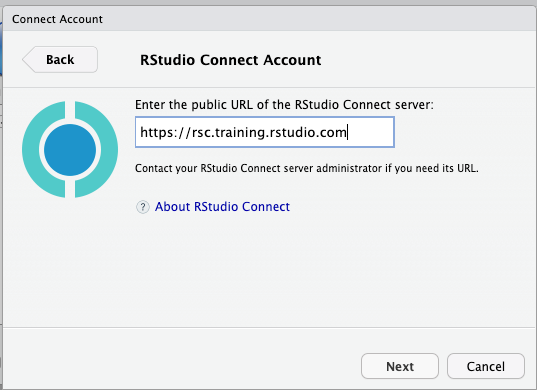 Connect Account
Back
RStudio Connect Account
Enter the public URL of the RStudio Connect server:
https://rsc.training.rstudio.com
Contact your RStudio Connect server administrator if you need its URL.
? About RStudio Connect
Next
Cancel